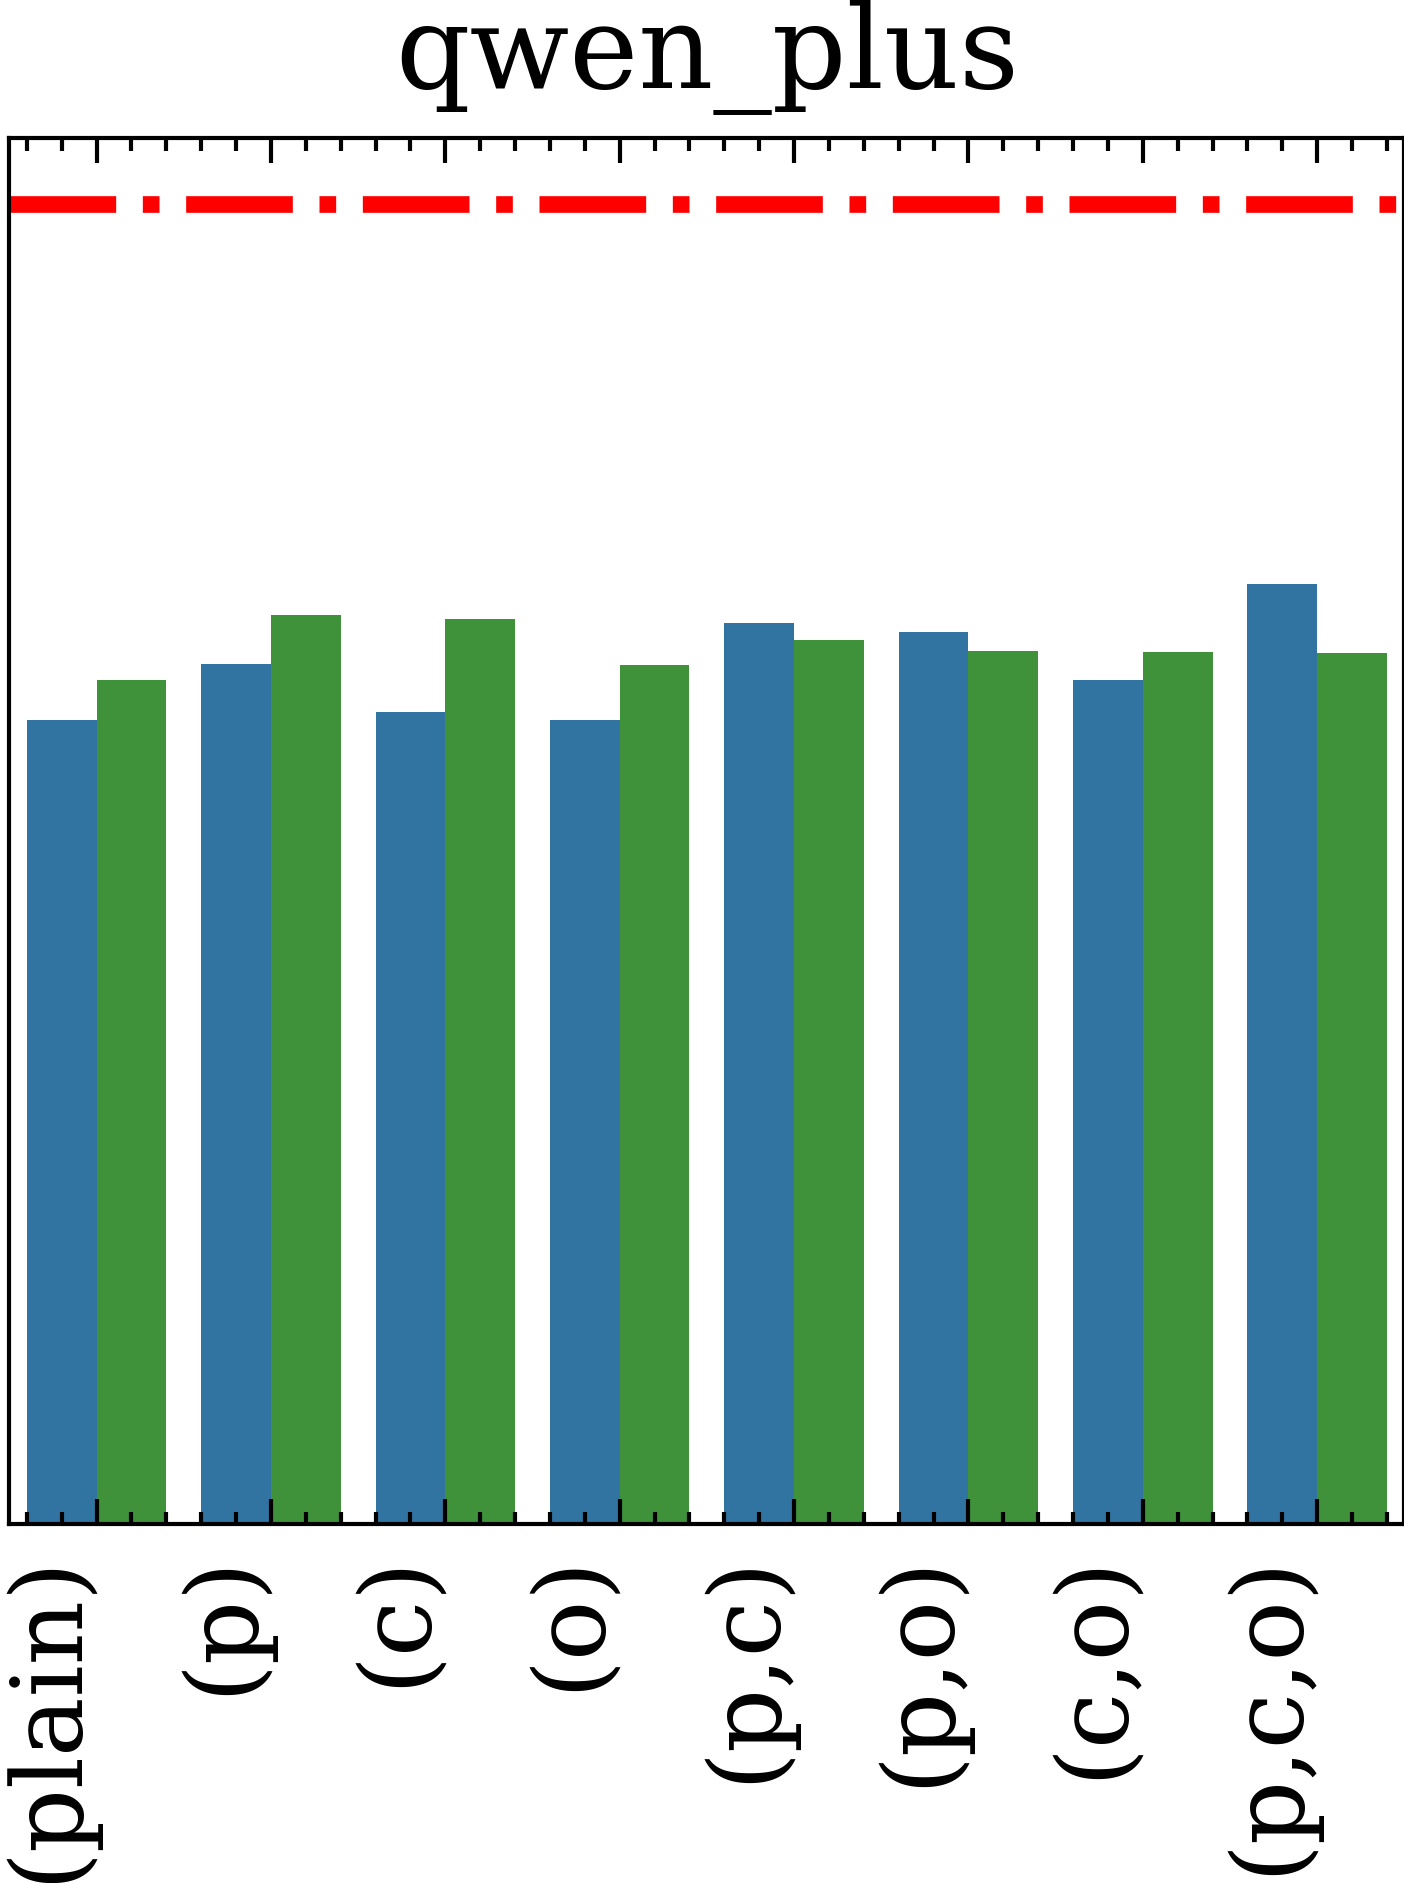 qwen_plus
(plain)
(p)
(c)
(o)
(p,c)
(p,o)
(c,o)
(p,c,o)